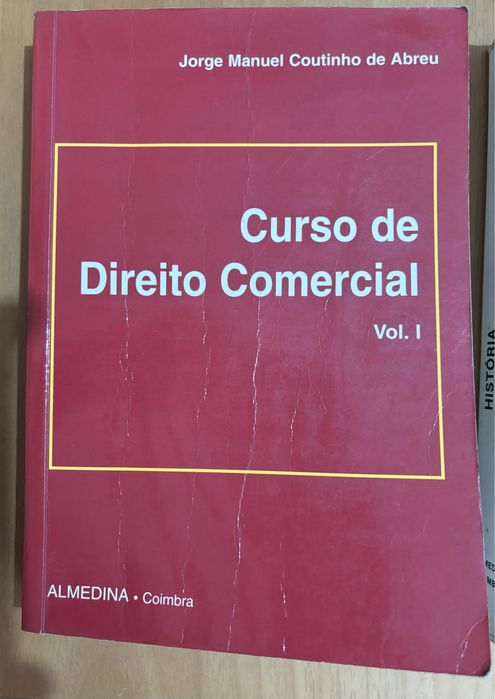 Jorge Manuel Coutinho de Abreu
Curso de
Direito Comercial
Vol. I
ALMEDINA • Coimbra
HISTÓRIA